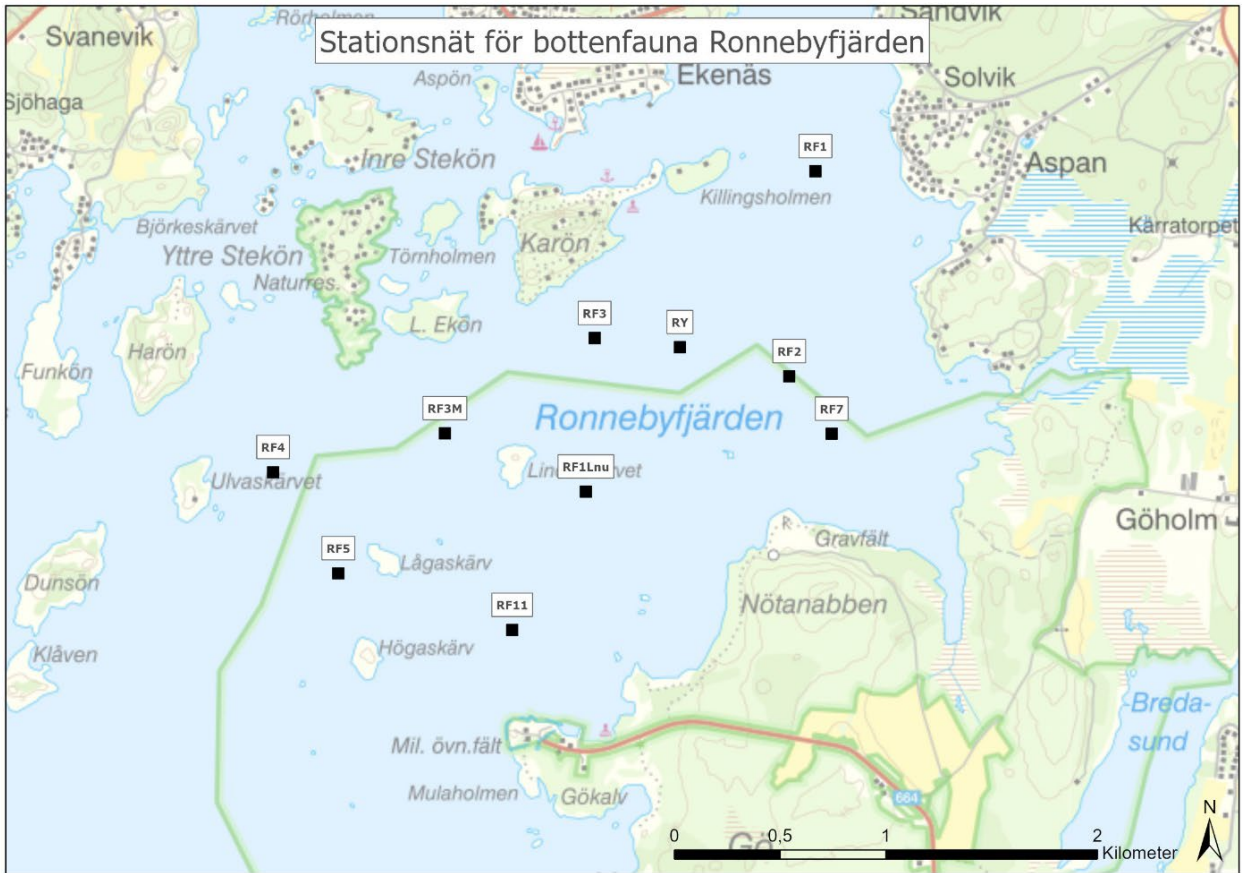 Rörholmen
Sandvik
Svanevik
Stationsnät för bottenfauna Ronnebyfjärden
Aspön
Ekenäs
Solvik
Sjöhaga
RF1
Inre Stekön
Aspan
Killingsholmen
Björkeskärvet
Karön
Kärratorpet
Yttre Stekön
Törnholmen
Naturres.
RF3
RY
L. Ekön
Harön
RF2
Funkön
RF3M
Ronnebyfjärden
RF7
RF4
RF1Lnu
Ulvaskärvet
Göholm
R
Gravfält
RF5
Lågaskärv
Dunsön
RF11
Nötanabben
Klåven
Högaskärv
-Breda-
sund
Mil. övn.fält
Mulaholmen
Gökalv
664
N
0 0,5 1 2
Kilometer
Gö